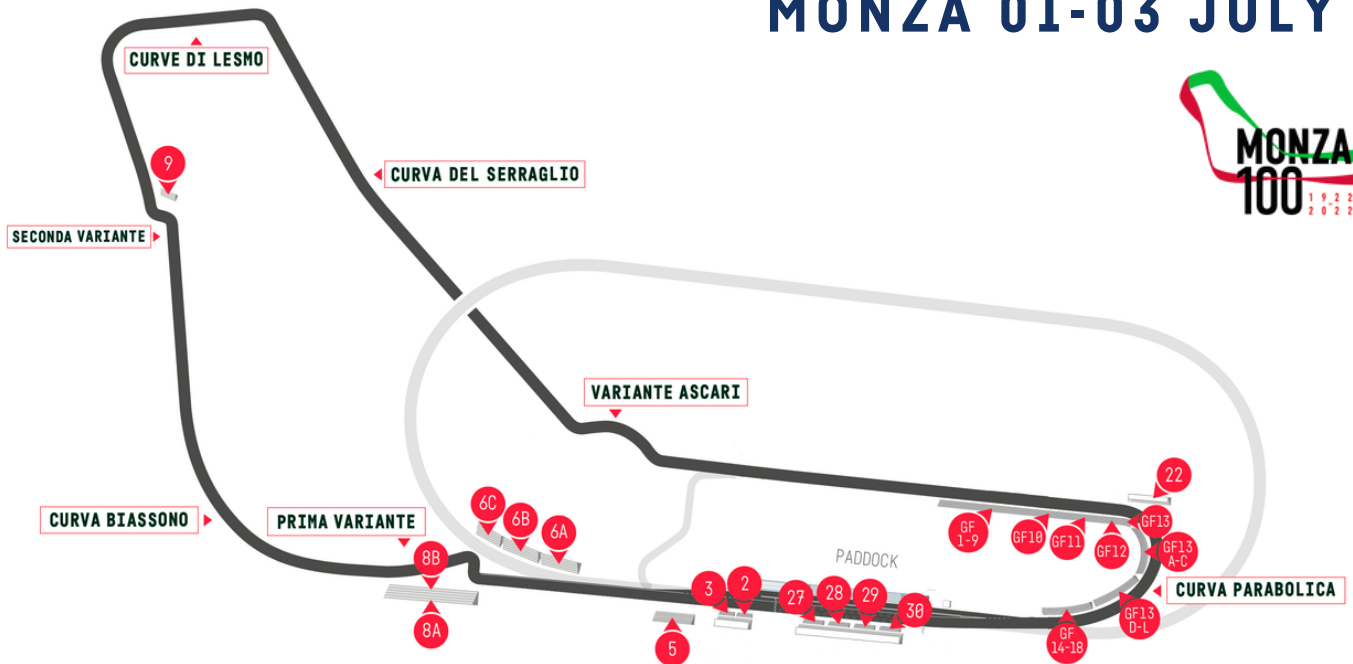 MONZA 01-03 JULY
CURVE DI LESMO
MONZA
100
19-22
2022
9
CURVA DEL SERRAGLIO
SECONDA VARIANTE
VARIANTE ASCARI
22
6C
6B
6A
GF
1-9
GF10
GF11
GF12
GF13
GF13
A-C
CURVA BIASSONO
PRIMA VARIANTE
8B
8A
PADDOCK
3
2
27
28
29
30
5
CURVA PARABOLICA
GF13
D-L
GF
14-18